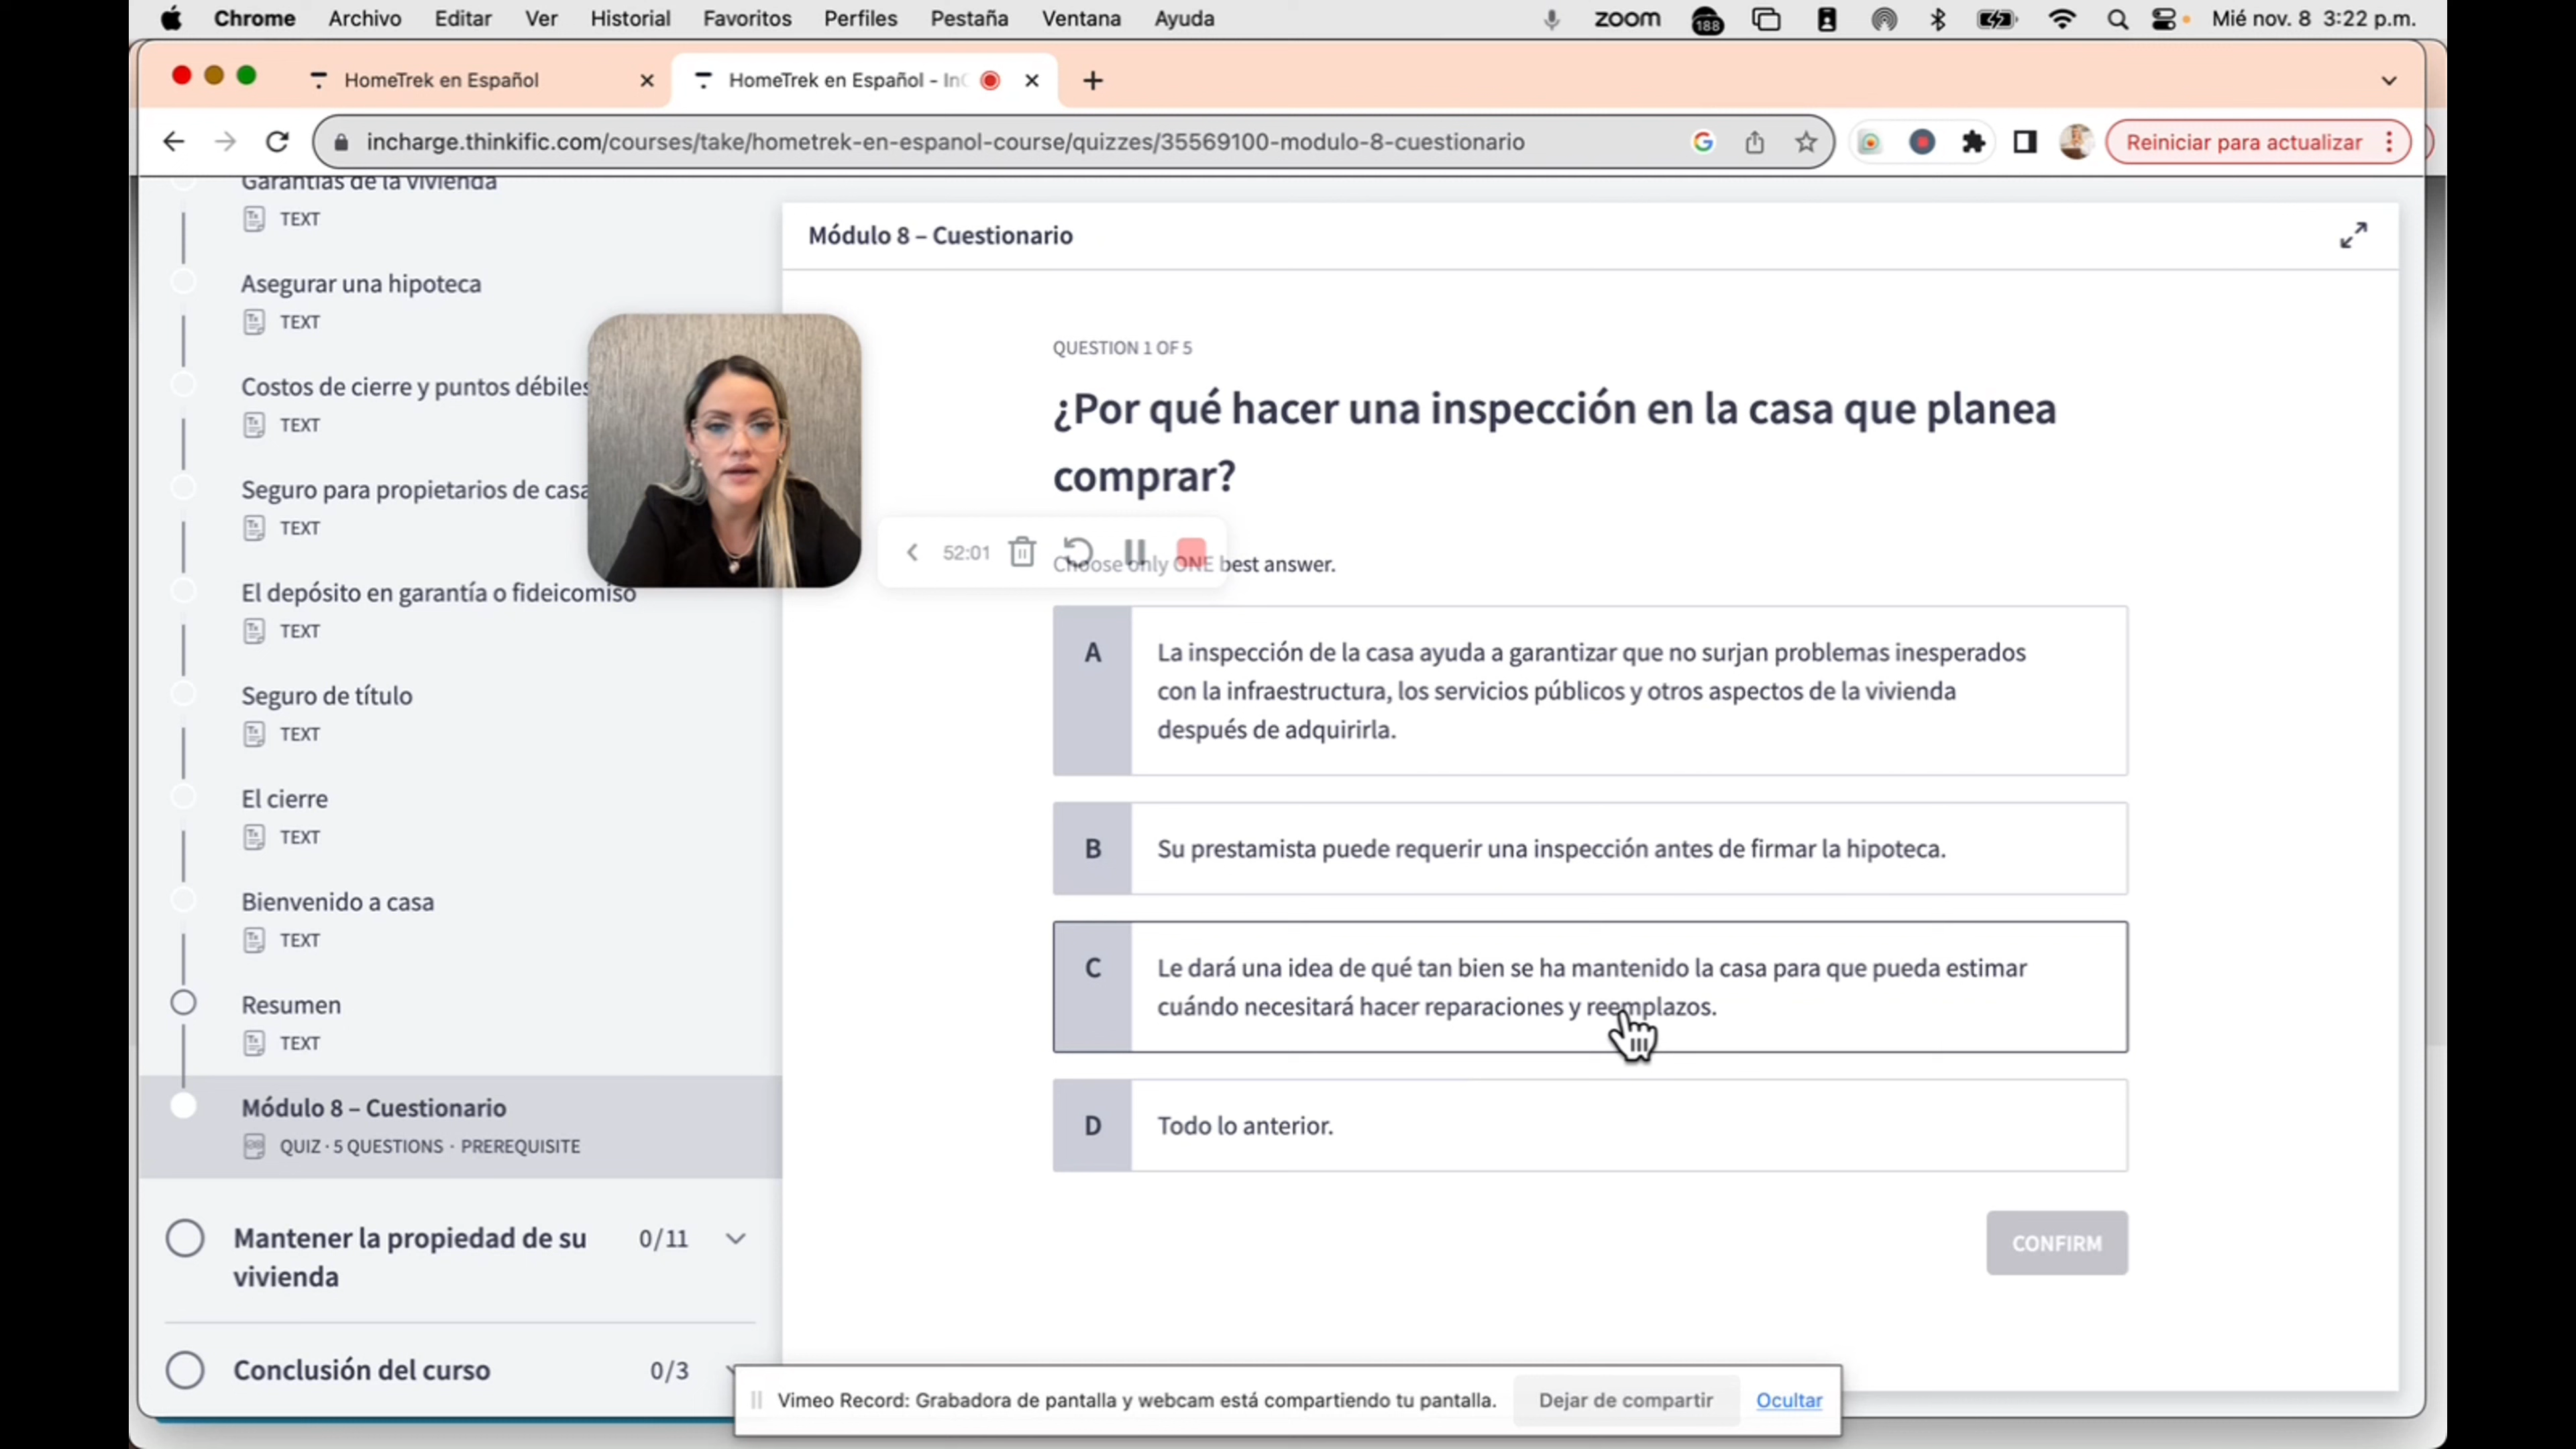 Chrome Archivo Editar Ver Historial Favoritos Perfiles Pestaña Ventana Ayuda zoom 188 Mié nov. 8 3:22 p.m.
HomeTrek en Español HomeTrek en Español - In
incharge.thinkific.com/courses/take/hometrek-en-espanol-course/quizzes/35569100-modulo-8-cuestionario Reiniciar para actualizar
Garantías de la vivienda
TEXT
Asegurar una hipoteca
TEXT
Costos de cierre y puntos débiles
TEXT
Seguro para propietarios de casa
TEXT
El depósito en garantía o fideicomiso
TEXT
Seguro de título
TEXT
El cierre
TEXT
Bienvenido a casa
TEXT
Resumen
TEXT
Módulo 8 – Cuestionario
QUIZ · 5 QUESTIONS · PREREQUISITE
Mantener la propiedad de su
vivienda
0/11
Conclusión del curso 0/3
Módulo 8 – Cuestionario
QUESTION 1 OF 5
¿Por qué hacer una inspección en la casa que planea
comprar?
52:01
Choose only ONE best answer.
A La inspección de la casa ayuda a garantizar que no surjan problemas inesperados
con la infraestructura, los servicios públicos y otros aspectos de la vivienda
después de adquirirla.
B Su prestamista puede requerir una inspección antes de firmar la hipoteca.
C Le dará una idea de qué tan bien se ha mantenido la casa para que pueda estimar
cuándo necesitará hacer reparaciones y reemplazos.
D Todo lo anterior.
CONFIRM
Vimeo Record: Grabadora de pantalla y webcam está compartiendo tu pantalla. Dejar de compartir Ocultar